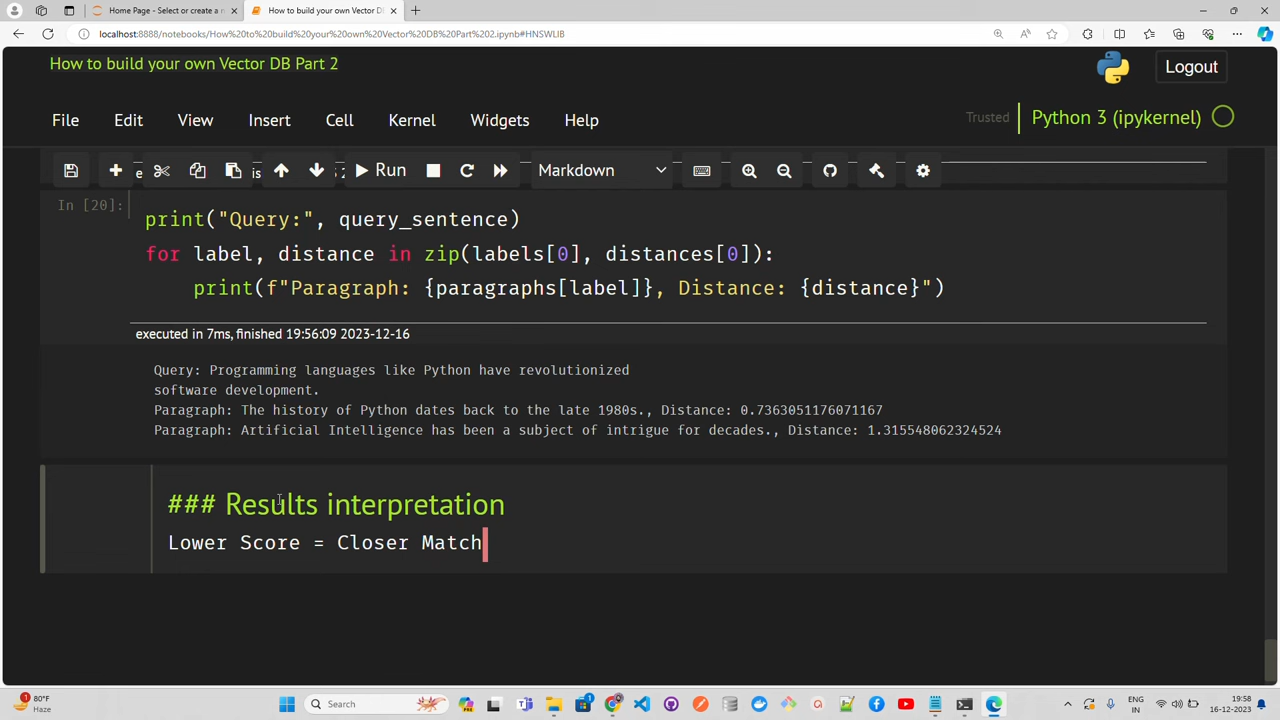 Home Page - Select or create a n
How to build your own Vector D
localhost:8888/notebooks/How%20to%20build%20your%20own%20Vector%20DB%20Part%202.ipynb#HNSWLIB
How to build your own Vector DB Part 2
Logout
File Edit View Insert Cell Kernel Widgets Help
Trusted
Python 3 (ipykernel)
Run
Markdown
In [20]:
print("Query:", query_sentence)
for label, distance in zip(labels[0], distances[0]):
print(f"Paragraph: {paragraphs[label]}, Distance: {distance}")
executed in 7ms, finished 19:56:09 2023-12-16
Query: Programming languages like Python have revolutionized
software development.
Paragraph: The history of Python dates back to the late 1980s., Distance: 0.7363051176071167
Paragraph: Artificial Intelligence has been a subject of intrigue for decades., Distance: 1.315548062324524
### Results interpretation
Lower Score = Closer Match
1
80°F
Haze
Search
1
ENG
IN
19:58
16-12-2023